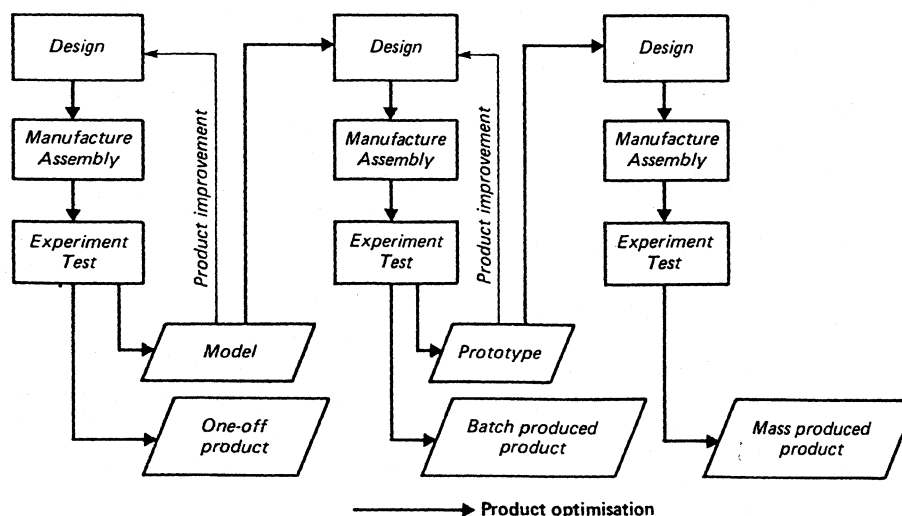 Design
Manufacture
Assembly
Experiment
Test
Product improvement
Model
One-off
product
Design
Manufacture
Assembly
Experiment
Test
Product improvement
Prototype
Batch produced
product
Design
Manufacture
Assembly
Experiment
Test
Mass produced
product
Product optimisation